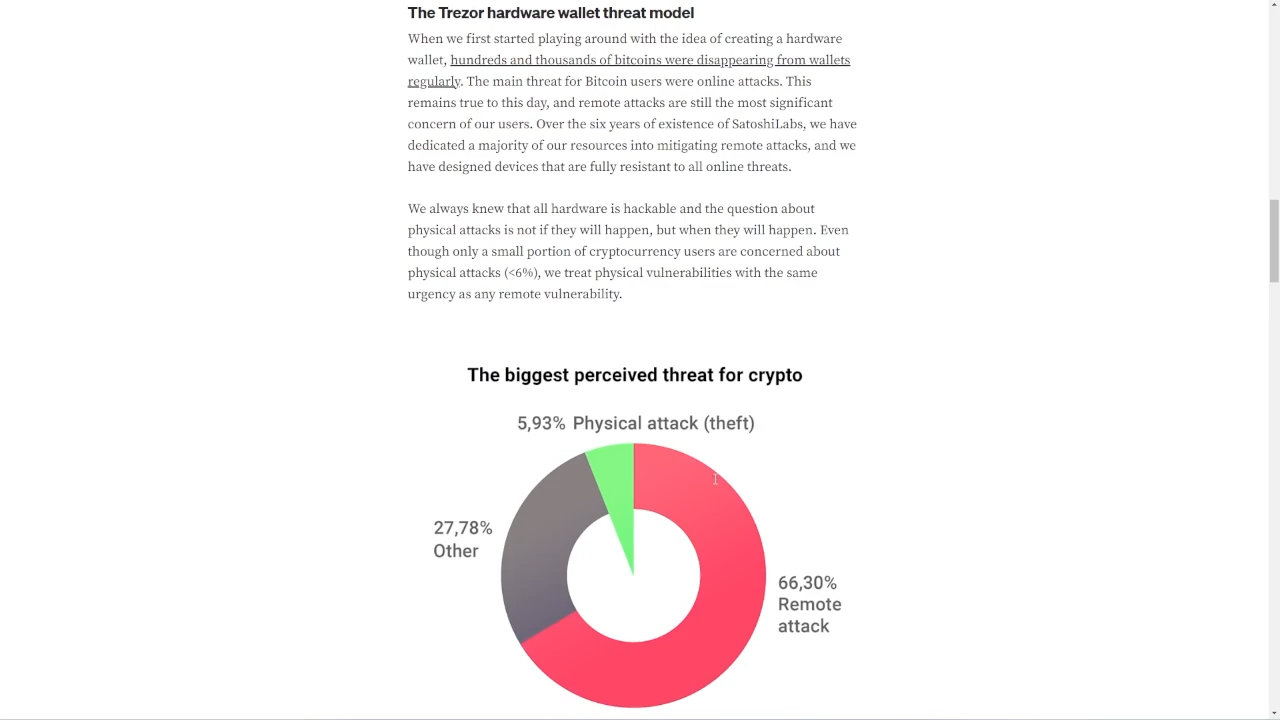 The Trezor hardware wallet threat model
When we first started playing around with the idea of creating a hardware
wallet, hundreds and thousands of bitcoins were disappearing from wallets
regularly. The main threat for Bitcoin users were online attacks. This
remains true to this day, and remote attacks are still the most significant
concern of our users. Over the six years of existence of SatoshiLabs, we have
dedicated a majority of our resources into mitigating remote attacks, and we
have designed devices that are fully resistant to all online threats.
We always knew that all hardware is hackable and the question about
physical attacks is not if they will happen, but when they will happen. Even
though only a small portion of cryptocurrency users are concerned about
physical attacks (<6%), we treat physical vulnerabilities with the same
urgency as any remote vulnerability.
The biggest perceived threat for crypto
5,93% Physical attack (theft)
27,78%
Other
66,30%
Remote
attack